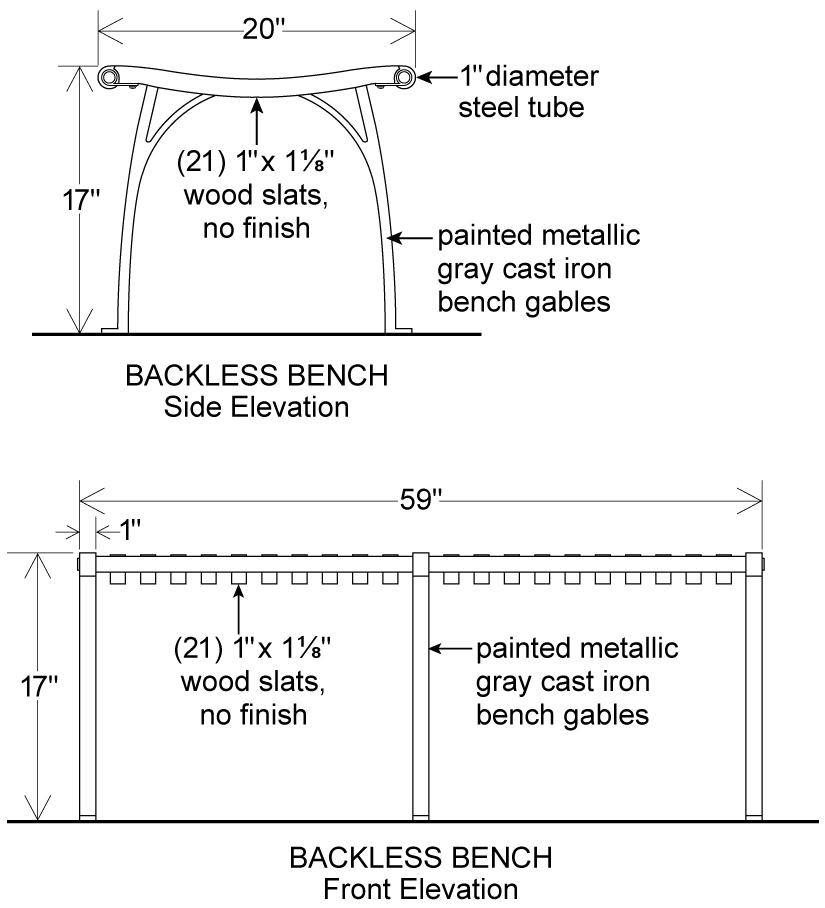 20"
1" diameter
steel tube
(21) 1" x 1⅛"
wood slats,
no finish
17"
painted metallic
gray cast iron
bench gables
BACKLESS BENCH
Side Elevation
59"
1"
(21) 1" x 1⅛"
wood slats,
no finish
painted metallic
gray cast iron
bench gables
17"
BACKLESS BENCH
Front Elevation